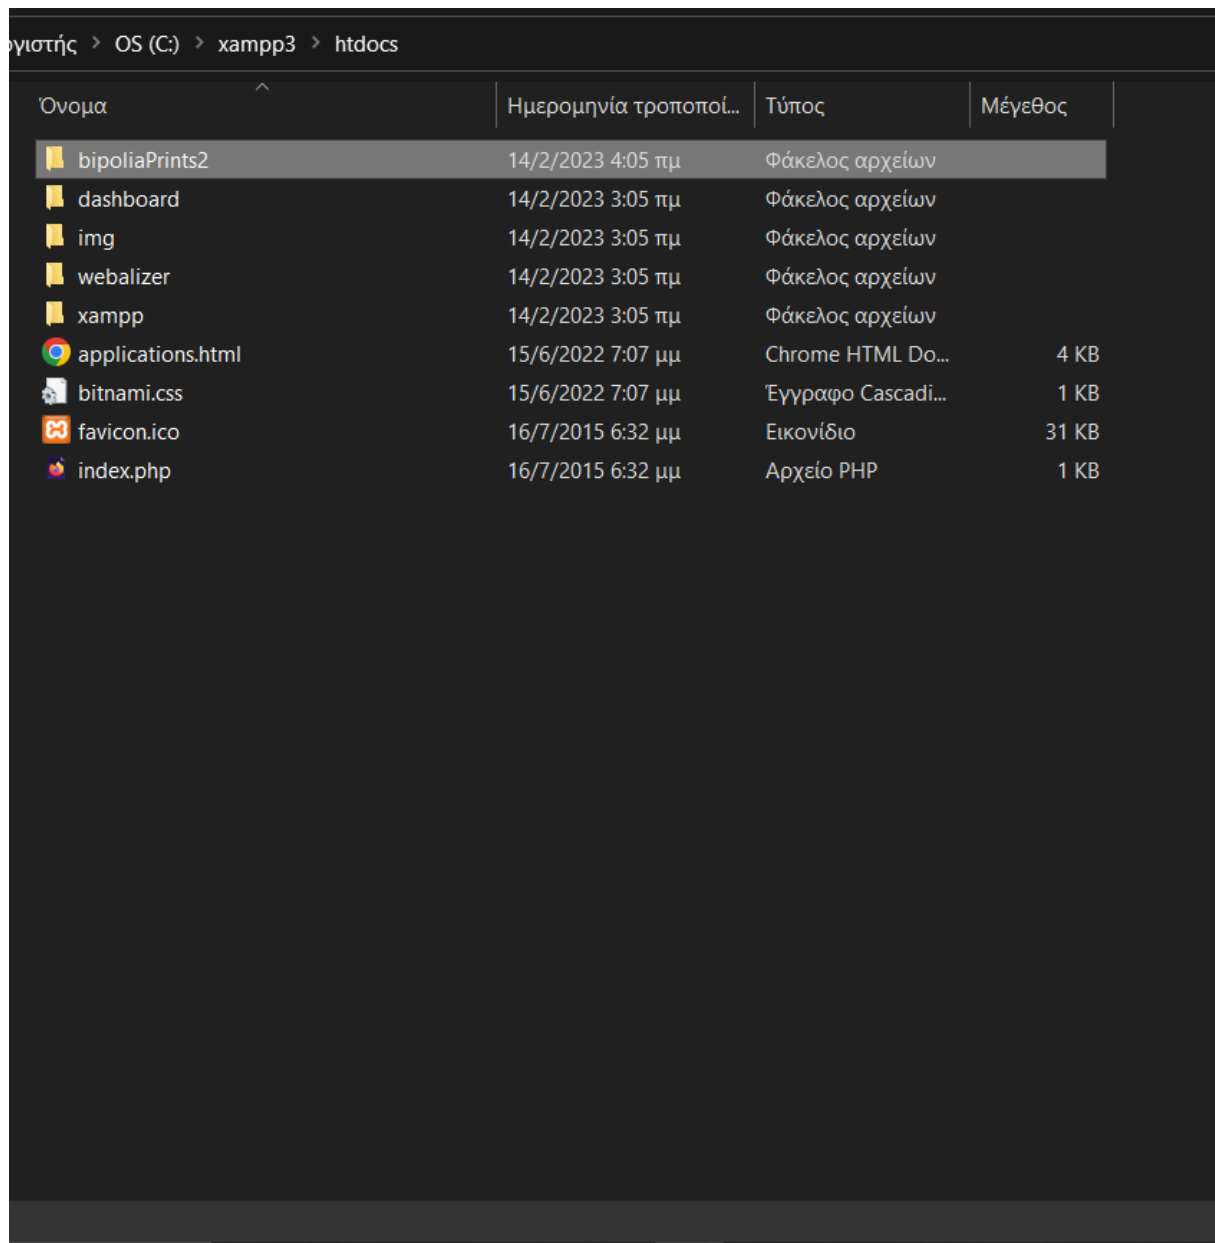 ογιστής > OS (C:) > xampp3 > htdocs
Όνομα Ημερομηνία τροποποί... Τύπος Μέγεθος
bipoliaPrints2 14/2/2023 4:05 πμ Φάκελος αρχείων
dashboard 14/2/2023 3:05 πμ Φάκελος αρχείων
img 14/2/2023 3:05 πμ Φάκελος αρχείων
webalizer 14/2/2023 3:05 πμ Φάκελος αρχείων
xampp 14/2/2023 3:05 πμ Φάκελος αρχείων
applications.html 15/6/2022 7:07 μμ Chrome HTML Do... 4 KB
bitnami.css 15/6/2022 7:07 μμ Έγγραφο Cascadi... 1 KB
favicon.ico 16/7/2015 6:32 μμ Εικονίδιο 31 KB
index.php 16/7/2015 6:32 μμ Αρχείο PHP 1 KB